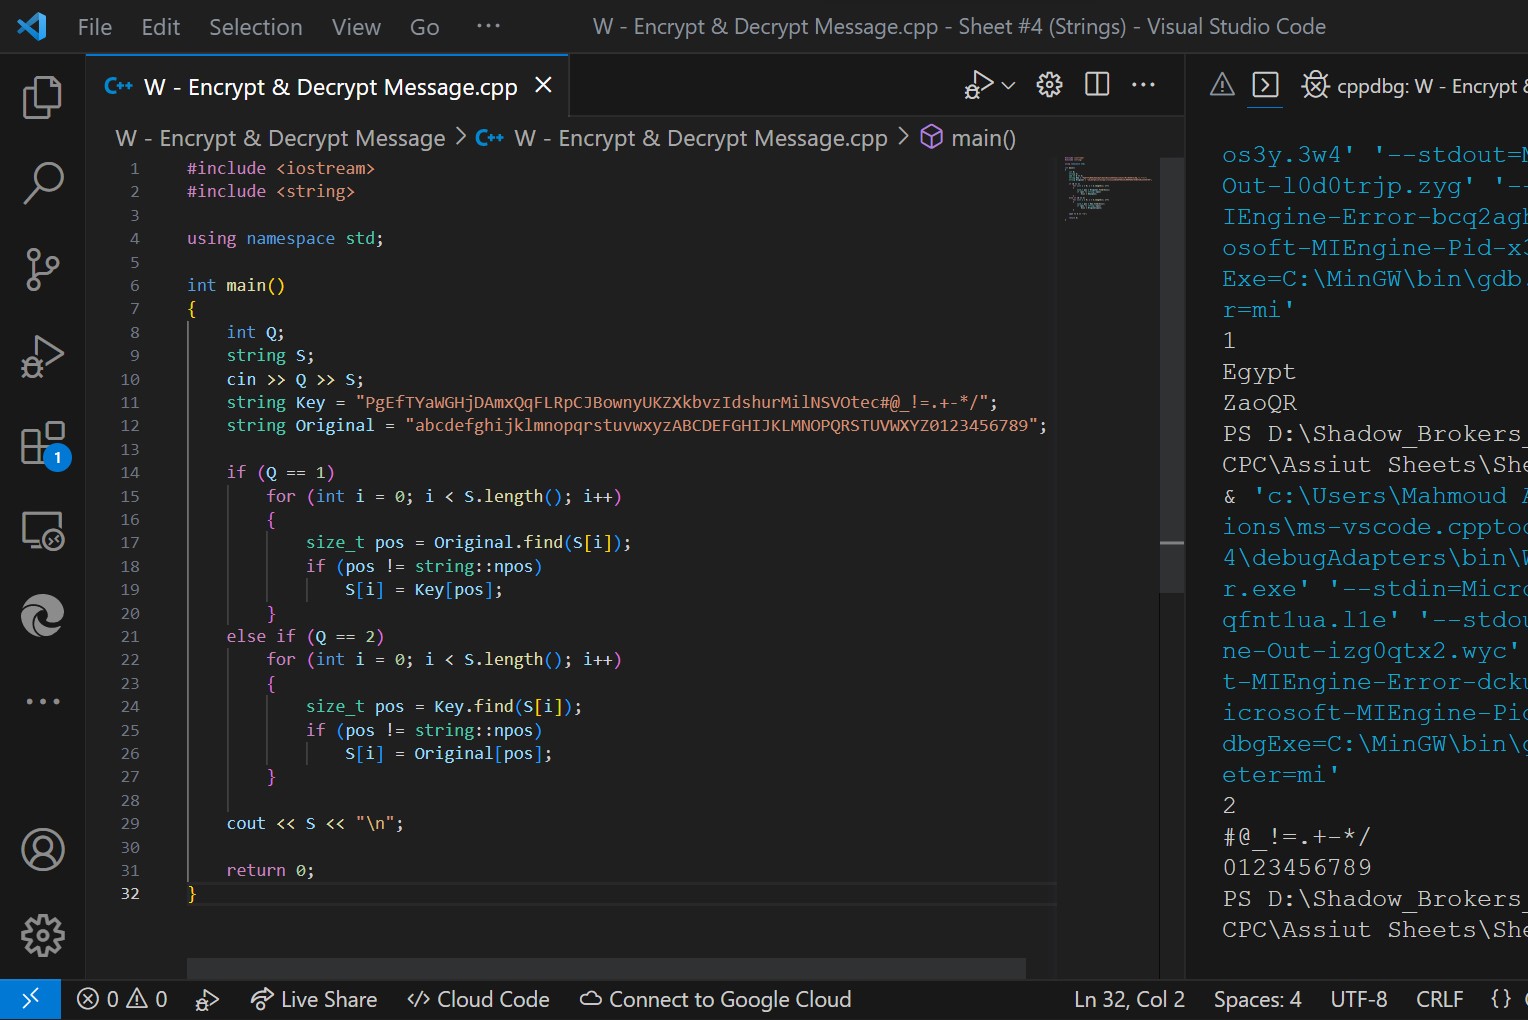 File Edit Selection View Go ··· W - Encrypt & Decrypt Message.cpp - Sheet #4 (Strings) - Visual Studio Code
C++ W - Encrypt & Decrypt Message.cpp
W - Encrypt & Decrypt Message > C++ W - Encrypt & Decrypt Message.cpp > main()
1 #include <iostream>
2 #include <string>
3
4 using namespace std;
5
6 int main()
7 {
8 int Q;
9 string S;
10 cin >> Q >> S;
11 string Key = "PgEfTYaWGHjDAmxQqFLRpCJBownyUKZXkbvzIdshurMilNSVOtec#@_!=.+-*/";
12 string Original = "abcdefghijklmnopqrstuvwxyzABCDEFGHIJKLMNOPQRSTUVWXYZ0123456789";
13
14 if (Q == 1)
15 for (int i = 0; i < S.length(); i++)
16 {
17 size_t pos = Original.find(S[i]);
18 if (pos != string::npos)
19 S[i] = Key[pos];
20 }
21 else if (Q == 2)
22 for (int i = 0; i < S.length(); i++)
23 {
24 size_t pos = Key.find(S[i]);
25 if (pos != string::npos)
26 S[i] = Original[pos];
27 }
28
29 cout << S << "\n";
30
31 return 0;
32 }
cppdbg: W - Encrypt
os3y.3w4' '--stdout=M
Out-l0d0trjp.zyg' '--
IEngine-Error-bcq2agh
osoft-MIEngine-Pid-x3
Exe=C:\MinGW\bin\gdb.
r=mi'
1
Egypt
ZaoQR
PS D:\Shadow_Brokers_
CPC\Assiut Sheets\She
& 'c:\Users\Mahmoud A
ions\ms-vscode.cpptoo
4\debugAdapters\bin\W
r.exe' '--stdin=Micro
qfnt1ua.l1e' '--stdou
ne-Out-izg0qtx2.wyc'
t-MIEngine-Error-dcku
icrosoft-MIEngine-Pid
dbgExe=C:\MinGW\bin\g
eter=mi'
2
#@_!=.+-*/
0123456789
PS D:\Shadow_Brokers_
CPC\Assiut Sheets\She
1
0 0 Live Share Cloud Code Connect to Google Cloud Ln 32, Col 2 Spaces: 4 UTF-8 CRLF {}